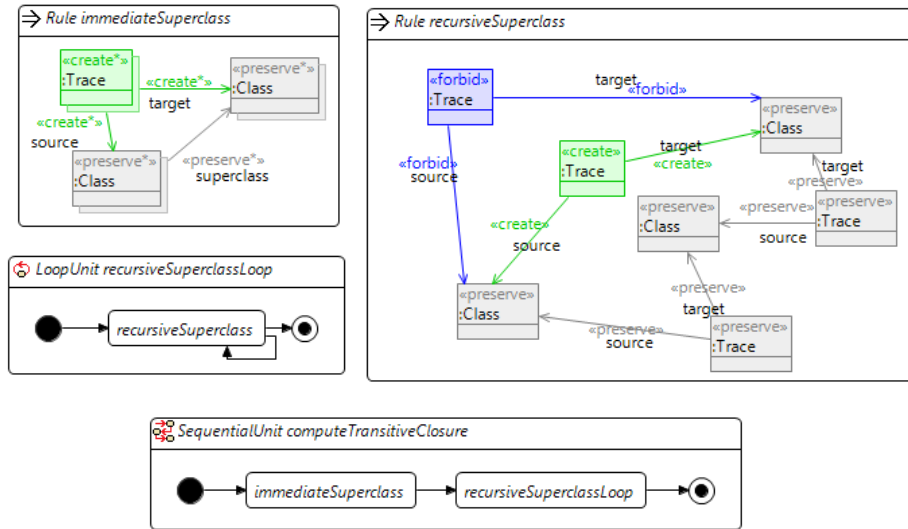 Rule immediateSuperclass
«create*»
:Trace
«create*»
target
«preserve*»
:Class
«create*»
source
«preserve*»
:Class
«preserve*»
superclass
Rule recursiveSuperclass
«forbid»
:Trace
target
«forbid»
«preserve»
:Class
«forbid»
source
«create»
:Trace
target
«create»
target
«preserve»
«preserve»
:Class
«preserve»
source
:Trace
«create»
source
«preserve»
:Class
«preserve»
target
«preserve»
source
«preserve»
:Trace
LoopUnit recursiveSuperclassLoop
recursiveSuperclass
SequentialUnit computeTransitiveClosure
immediateSuperclass
recursiveSuperclassLoop